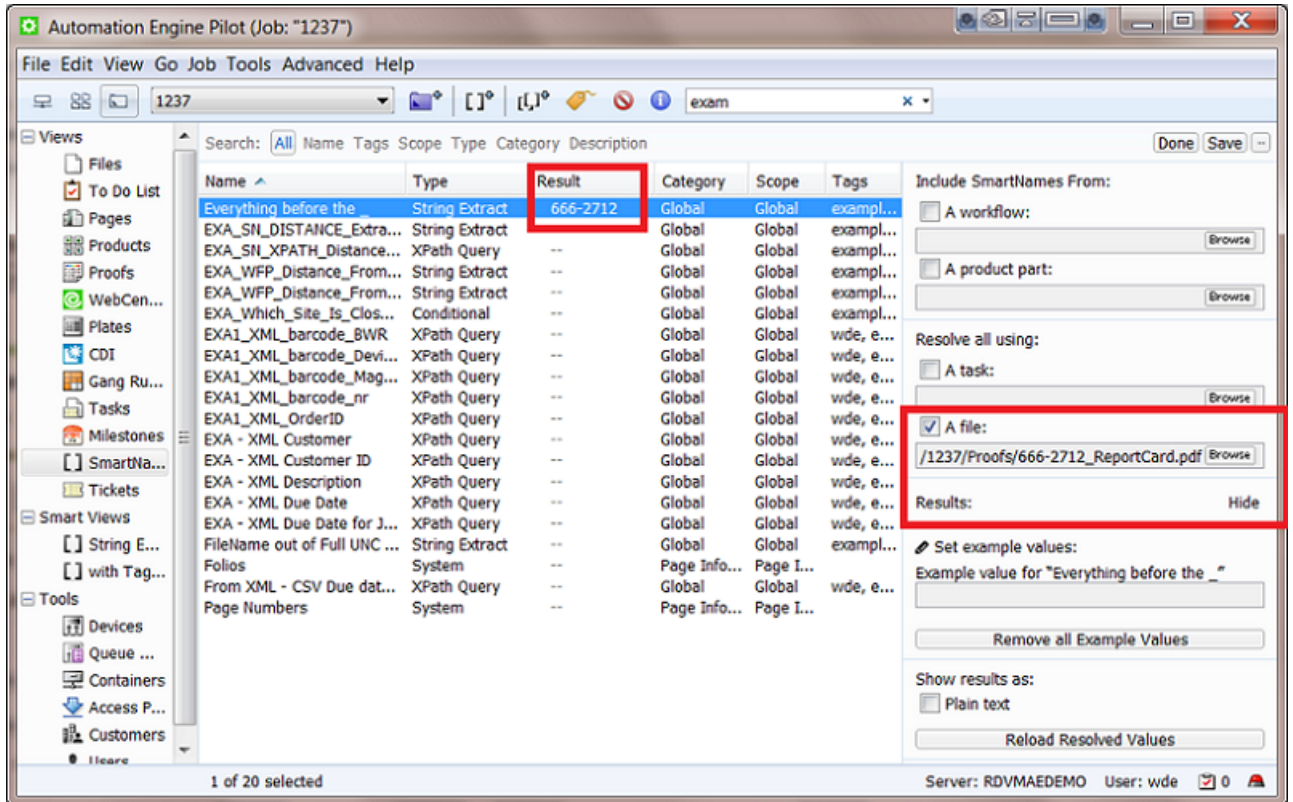 Automation Engine Pilot (Job: "1237")
File Edit View Go Job Tools Advanced Help
1237
exam
Views
Files
To Do List
Pages
Products
Proofs
WebCen...
Plates
CDI
Gang Ru...
Tasks
Milestones
[ ] SmartNa...
Tickets
Smart Views
[ ] String E...
[ ] with Tag...
Tools
Devices
Queue ...
Containers
Access P...
Customers
Users
Search: All Name Tags Scope Type Category Description
Done Save
Name Type Result Category Scope Tags
Everything before the _ String Extract 666-2712 Global Global exampl...
EXA_SN_DISTANCE_Extra... String Extract Global Global exampl...
EXA_SN_XPATH_Distance... XPath Query -- Global Global exampl...
EXA_WFP_Distance_From... String Extract -- Global Global exampl...
EXA_WFP_Distance_From... String Extract -- Global Global exampl...
EXA_Which_Site_Is_Clos... Conditional -- Global Global exampl...
EXA1_XML_barcode_BWR XPath Query -- Global Global wde, e...
EXA1_XML_barcode_Devi... XPath Query -- Global Global wde, e...
EXA1_XML_barcode_Mag... XPath Query -- Global Global wde, e...
EXA1_XML_barcode_nr XPath Query -- Global Global wde, e...
EXA1_XML_OrderID XPath Query -- Global Global wde, e...
EXA - XML Customer XPath Query -- Global Global wde, e...
EXA - XML Customer ID XPath Query -- Global Global wde, e...
EXA - XML Description XPath Query -- Global Global wde, e...
EXA - XML Due Date XPath Query -- Global Global wde, e...
EXA - XML Due Date for J... XPath Query -- Global Global wde, e...
FileName out of Full UNC ... String Extract -- Global Global exampl...
Folios System -- Page Info... Page I...
From XML - CSV Due dat... XPath Query -- Global Global wde, e...
Page Numbers System -- Page Info... Page I...
Include SmartNames From:
A workflow:
Browse
A product part:
Browse
Resolve all using:
A task:
Browse
A file:
/1237/Proofs/666-2712_ReportCard.pdf Browse
Results: Hide
Set example values:
Example value for "Everything before the _"
Remove all Example Values
Show results as:
Plain text
Reload Resolved Values
1 of 20 selected
Server: RDVMAEDEMO User: wde 0